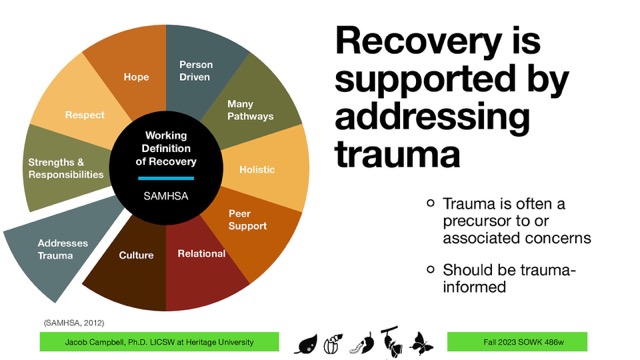 Recovery is
supported by
addressing
trauma
Hope
Person
Driven
Many
Pathways
Holistic
Peer
Support
Relational
Culture
Addresses
Trauma
Strengths &
Responsibilities
Respect
Working
Definition
of Recovery
SAMHSA
Trauma is often a
precursor to or
associated concerns
Should be trauma-
informed
(SAMHSA, 2012)
Jacob Campbell, Ph.D. LICSW at Heritage University
Fall 2023 SOWK 486w